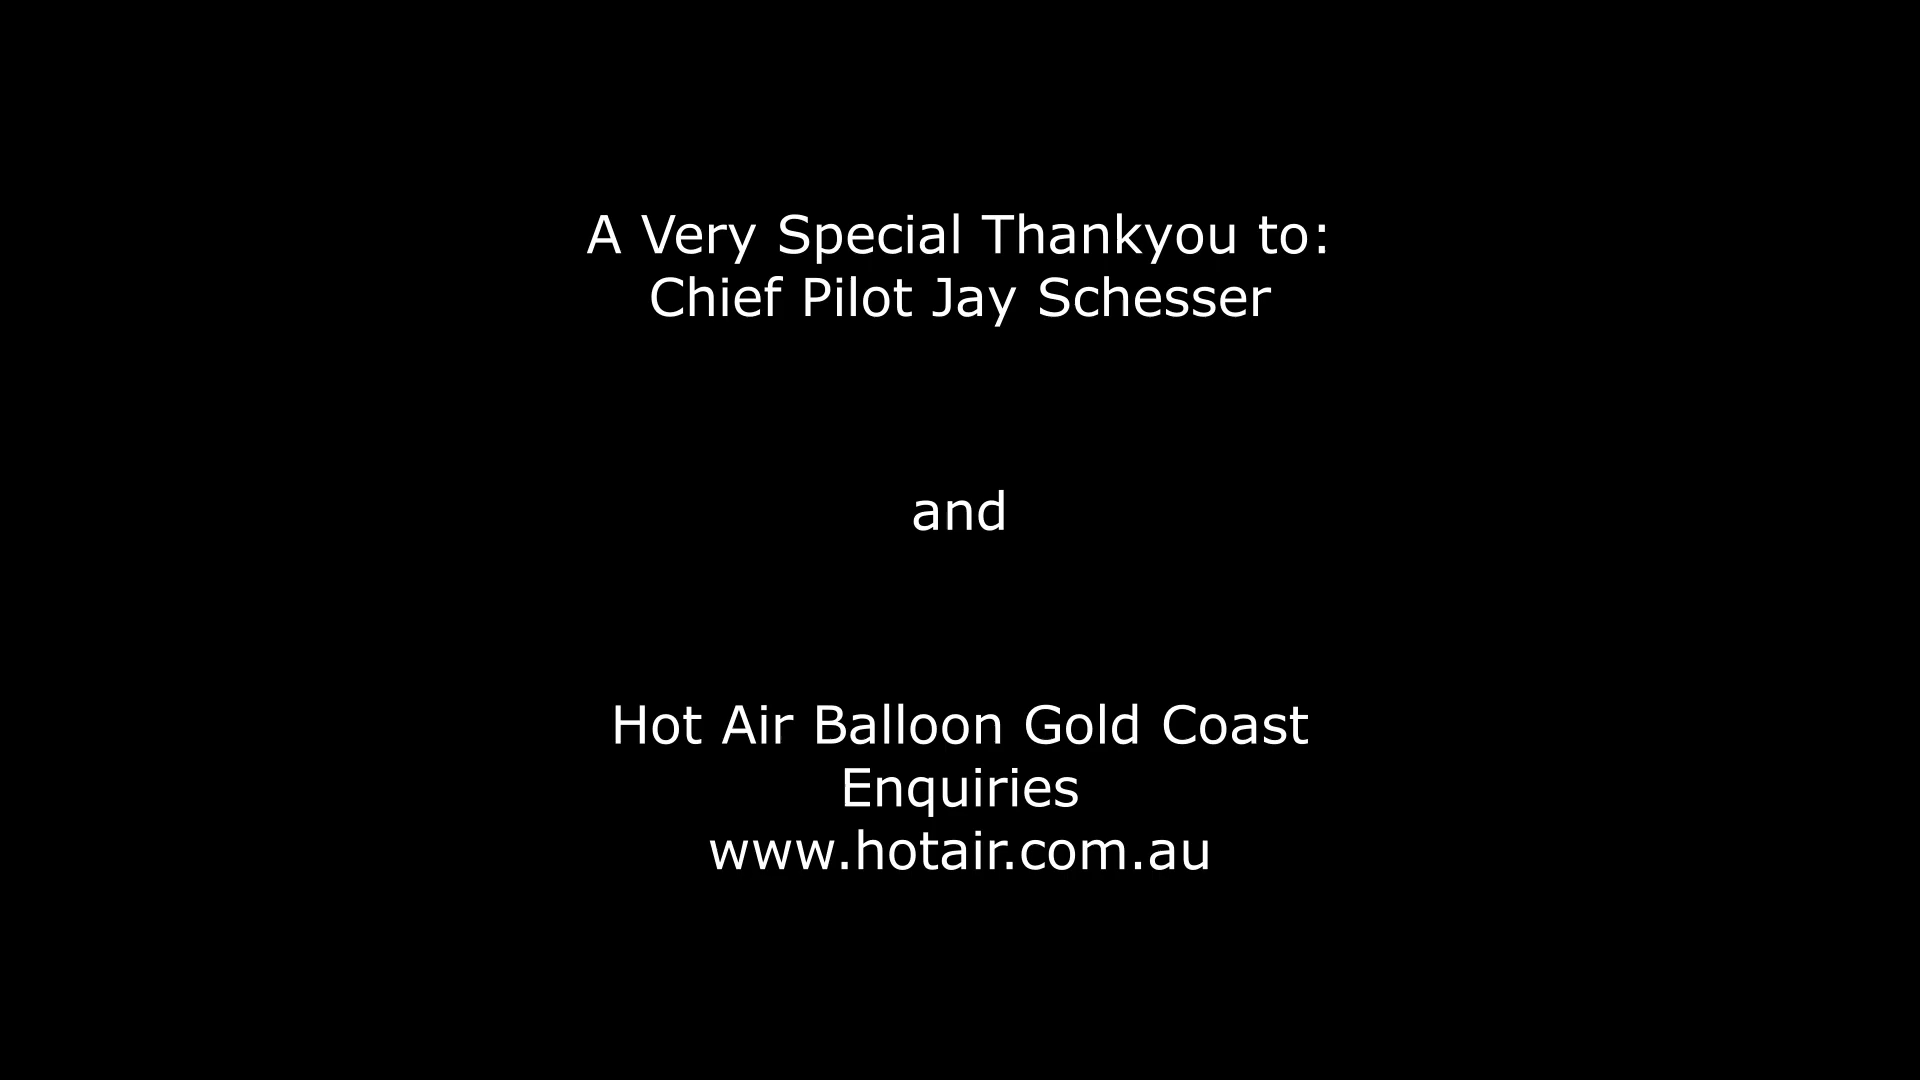 A Very Special Thankyou to:
Chief Pilot Jay Schesser
and
Hot Air Balloon Gold Coast
Enquiries
www.hotair.com.au